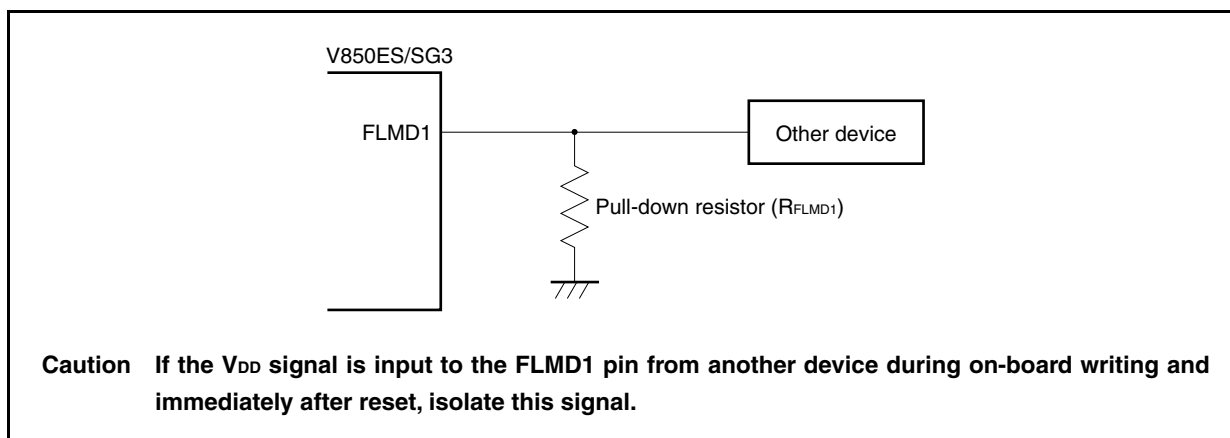 V850ES/SG3
FLMD1
Other device
Pull-down resistor (RFLMD1)
Caution If the VDD signal is input to the FLMD1 pin from another device during on-board writing and
immediately after reset, isolate this signal.